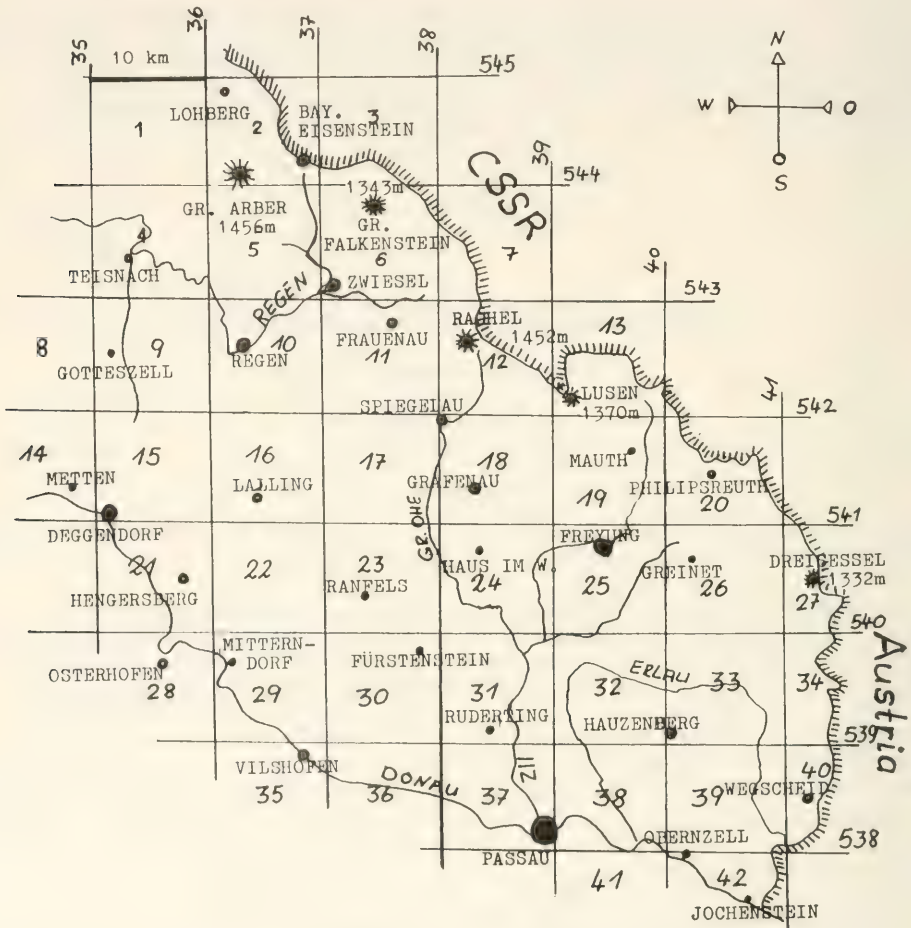 35
36
37
38
39
40
41
545
544
543
542
541
540
539
538
10 km
N
W
O
S
CSSR
Austria
1
LOHBERG
2
BAY.
EISENSTEIN
3
GR. ARBER
1456m
1343m
GR.
FALKENSTEIN
4
5
6
7
TEISNACH
ZWIESEL
REGEN
8
9
10
11
12
13
GOTTESZELL
REGEN
FRAUENAU
RACHEL
1452m
LUSEN
1370m
SPIEGELAU
14
15
16
17
18
19
20
METTEN
LALLING
GRAFENAU
MAUTH
PHILIPSREUTH
DEGGENDORF
GR. OHE
FREYUNG
21
22
23
24
25
26
27
HENGERSBERG
RANFELS
HAUS IM W.
GREINET
DREISESSEL
1332m
OSTERHOFEN
MITTERN-
DORF
FÜRSTENSTEIN
ERLAU
28
29
30
31
32
33
34
RUDERTING
HAUZENBERG
VILSHOFEN
DONAU
ILZ
WEGSCHEID
35
36
37
38
39
40
PASSAU
OBERNZELL
41
42
JOCHENSTEIN